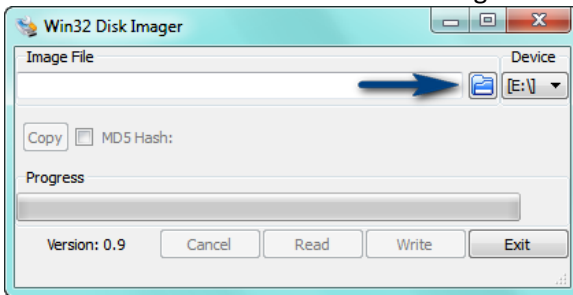 Win32 Disk Imager
Image File
Device
[E:\]
Copy
MD5 Hash:
Progress
Version: 0.9
Cancel
Read
Write
Exit